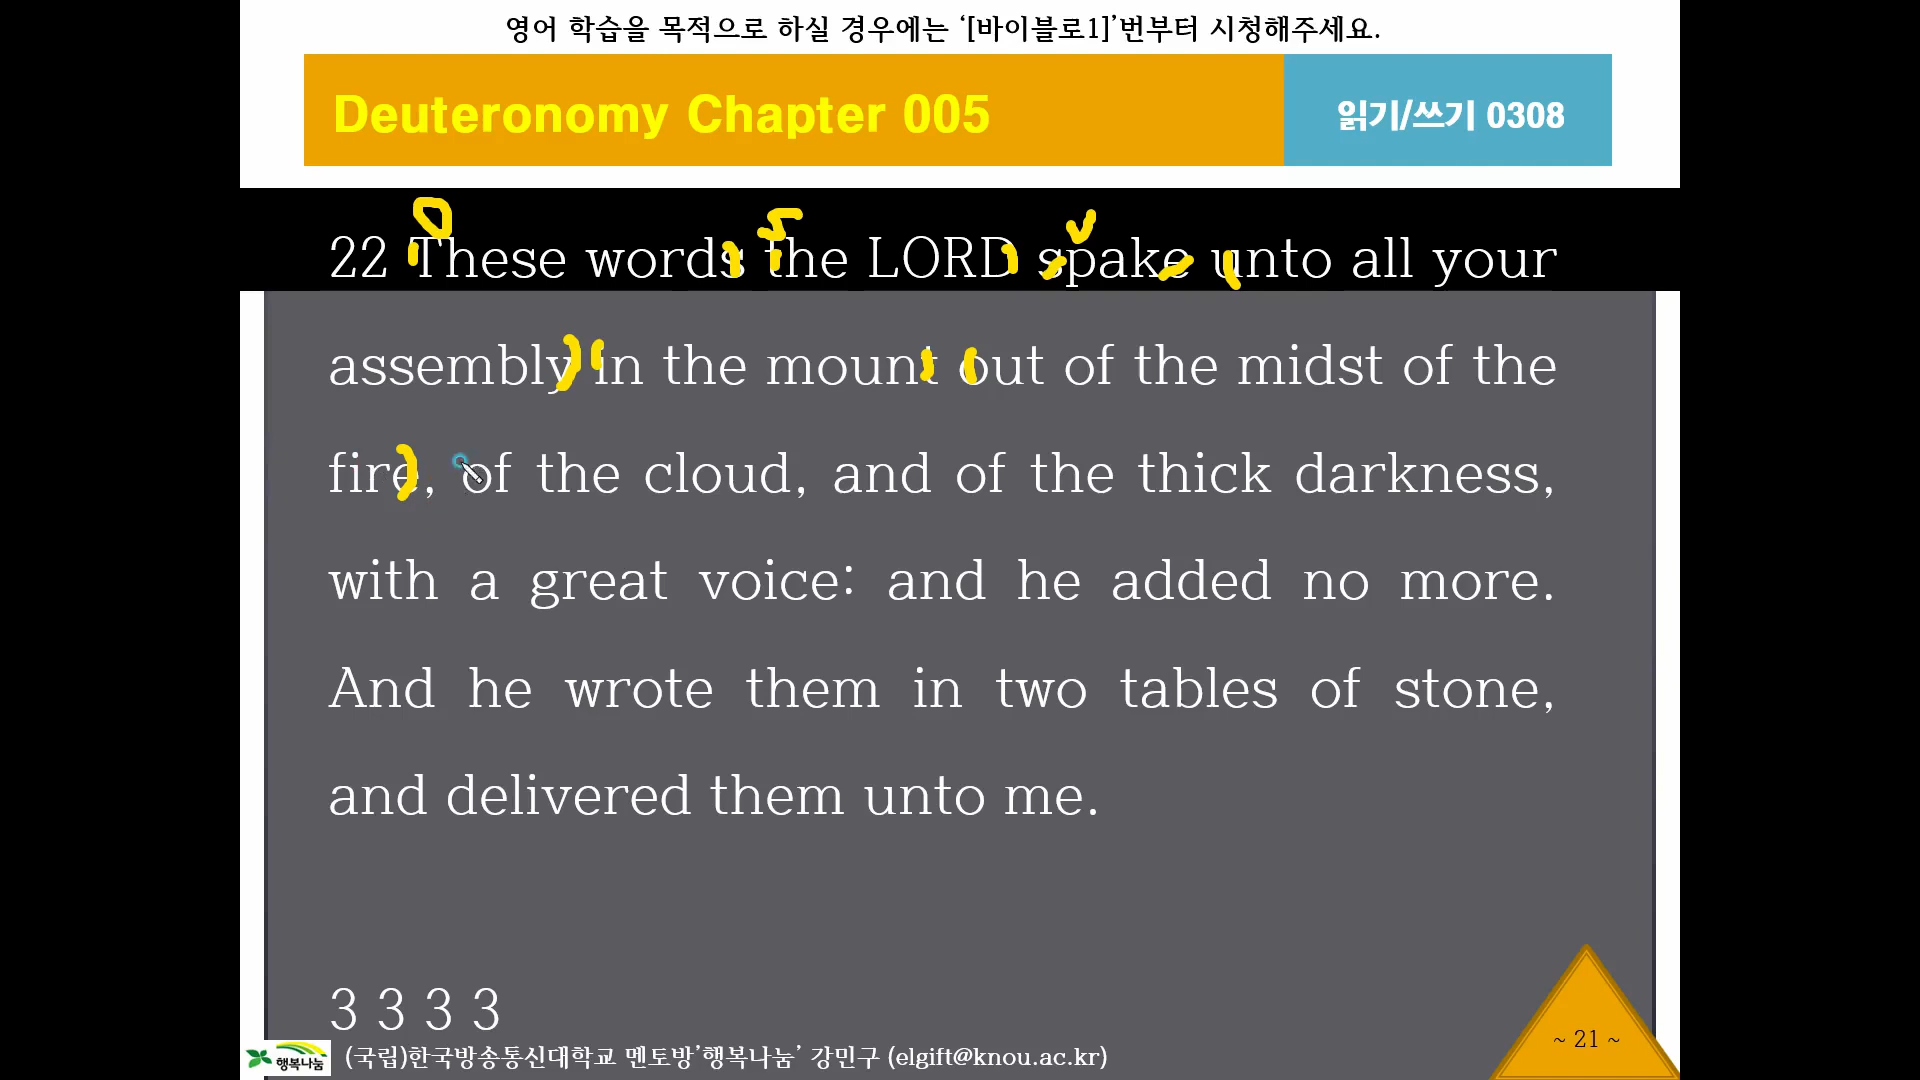 영어 학습을 목적으로 하실 경우에는 ‘[바이블로1]’번부터 시청해주세요.
Deuteronomy Chapter 005
읽기/쓰기 0308
22 These words the LORD spake unto all your
assembly in the mount out of the midst of the
fire, of the cloud, and of the thick darkness,
with a great voice: and he added no more.
And he wrote them in two tables of stone,
and delivered them unto me.
3 3 3 3
~ 21 ~
행복나눔
(국립)한국방송통신대학교 멘토방’행복나눔’ 강민구 (elgift@knou.ac.kr)